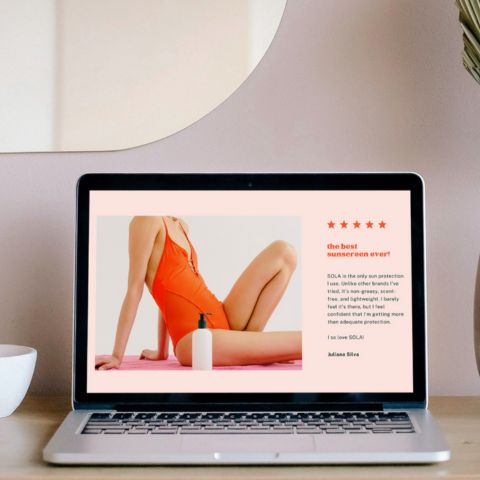 the best
sunscreen ever!
SOLA is the only sun protection
I use. Unlike other brands I've
tried, it's non-greasy, scent-
free, and lightweight. I barely
feel it's there, but I feel
confident that I'm getting more
than adequate protection.
I so love SOLA!
Juliana Silva